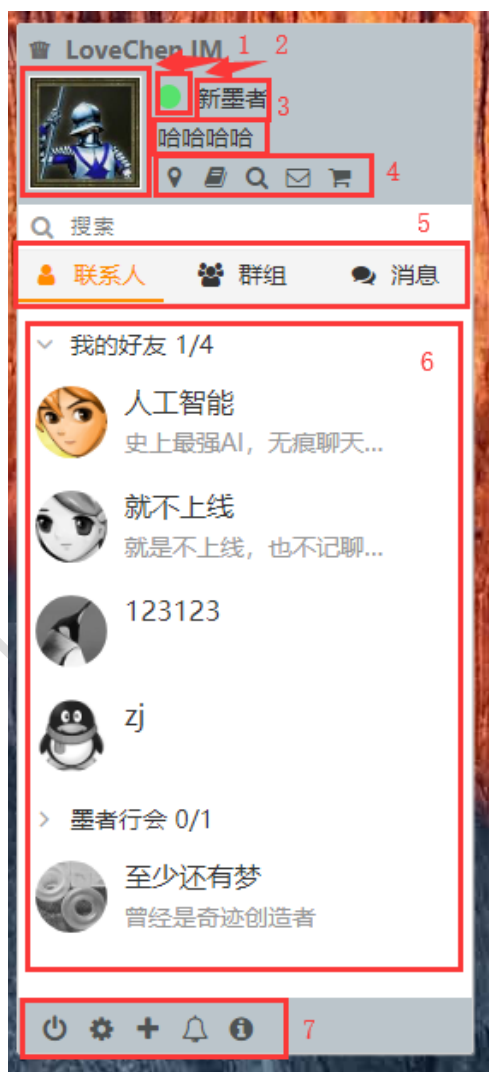 LoveChen IM 1 2
新墨者 3
哈哈哈哈
4
搜索 5
联系人 群组 消息
我的好友 1/4
6
人工智能
史上最强AI，无痕聊天...
就不上线
就是不上线，也不记聊...
123123
zj
墨者行会 0/1
至少还有梦
曾经是奇迹创造者
7